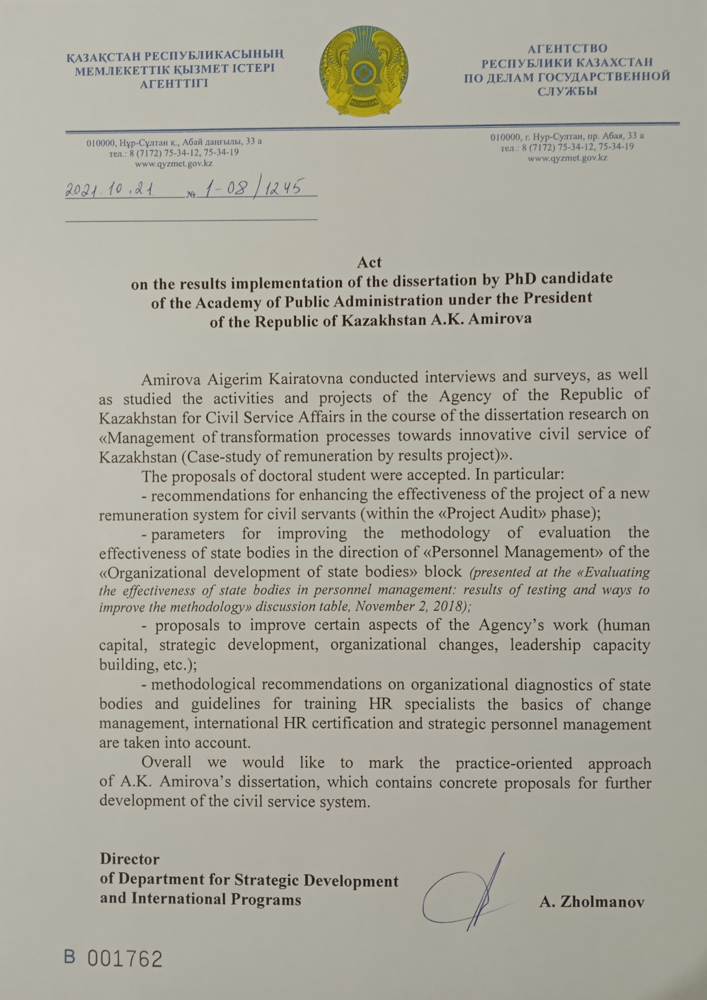 ҚАЗАҚСТАН РЕСПУБЛИКАСЫНЫҢ
МЕМЛЕКЕТТІК ҚЫЗМЕТ ІСТЕРІ
АГЕНТТІГІ
QAZAQSTAN
АГЕНТСТВО
РЕСПУБЛИКИ КАЗАХСТАН
ПО ДЕЛАМ ГОСУДАРСТВЕННОЙ
СЛУЖБЫ
010000, Нұр-Сұлтан к., Абай даңғылы, 33 а
тел.: 8 (7172) 75-34-12, 75-34-19
www.qyzmet.gov.kz
010000, г. Нур-Султан, пр. Абая, 33 а
тел.: 8 (7172) 75-34-12, 75-34-19
www.qyzmet.gov.kz
2021.10.21. № 1-08/1245
Act
on the results implementation of the dissertation by PhD candidate
of the Academy of Public Administration under the President
of the Republic of Kazakhstan A.K. Amirova
Amirova Aigerim Kairatovna conducted interviews and surveys, as well
as studied the activities and projects of the Agency of the Republic of
Kazakhstan for Civil Service Affairs in the course of the dissertation research on
«Management of transformation processes towards innovative civil service of
Kazakhstan (Case-study of remuneration by results project)».
The proposals of doctoral student were accepted. In particular:
- recommendations for enhancing the effectiveness of the project of a new
remuneration system for civil servants (within the «Project Audit» phase);
- parameters for improving the methodology of evaluation the
effectiveness of state bodies in the direction of «Personnel Management» of the
«Organizational development of state bodies» block (presented at the «Evaluating
the effectiveness of state bodies in personnel management: results of testing and ways to
improve the methodology» discussion table, November 2, 2018);
- proposals to improve certain aspects of the Agency’s work (human
capital, strategic development, organizational changes, leadership capacity
building, etc.);
- methodological recommendations on organizational diagnostics of state
bodies and guidelines for training HR specialists the basics of change
management, international HR certification and strategic personnel management
are taken into account.
Overall we would like to mark the practice-oriented approach
of A.K. Amirova’s dissertation, which contains concrete proposals for further
development of the civil service system.
Director
of Department for Strategic Development
and International Programs
A. Zholmanov
B 001762